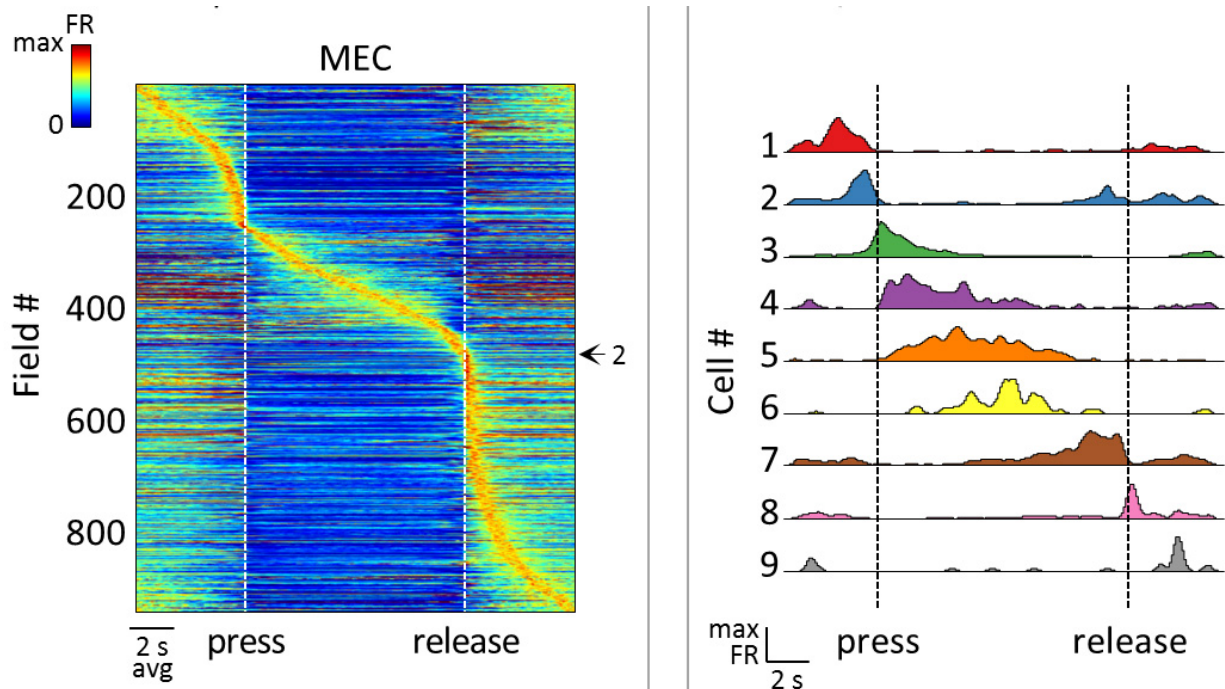 FR
max
0
MEC
Field #
200
400
600
800
2
2 s
avg
press
release
Cell #
1
2
3
4
5
6
7
8
9
max
FR
2 s
press
release